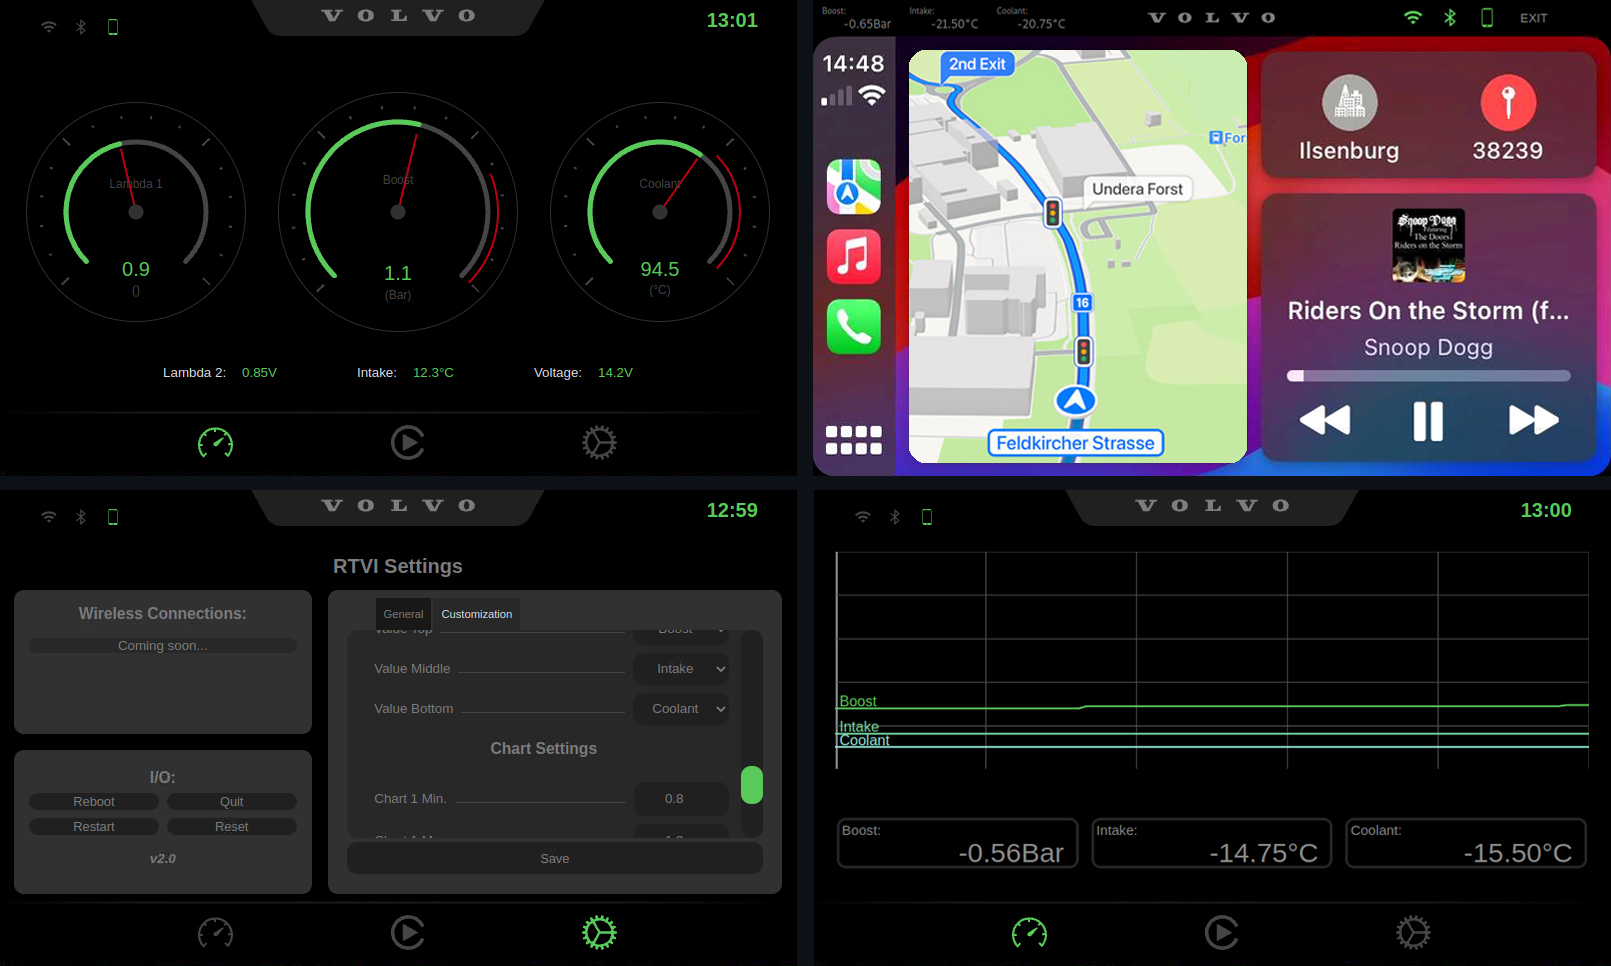 VOLVO
13:01
Lambda 1
0.9
()
Boost
1.1
(Bar)
Coolant
94.5
(°C)
Lambda 2: 0.85V
Intake: 12.3°C
Voltage: 14.2V
Boost:
-0.65Bar
Intake:
-21.50°C
Coolant:
-20.75°C
VOLVO
EXIT
14:48
2nd Exit
For
Undera Forst
16
Feldkircher Strasse
Ilsenburg
38239
Snoop Dogg
Featuring
The Doors
Riders on the Storm
Riders On the Storm (f...
Snoop Dogg
VOLVO
12:59
RTVI Settings
Wireless Connections:
Coming soon...
I/O:
Reboot
Quit
Restart
Reset
v2.0
General
Customization
Value Top
Boost
Value Middle
Intake
Value Bottom
Coolant
Chart Settings
Chart 1 Min.
0.8
Save
VOLVO
13:00
Boost
Intake
Coolant
Boost:
-0.56Bar
Intake:
-14.75°C
Coolant:
-15.50°C